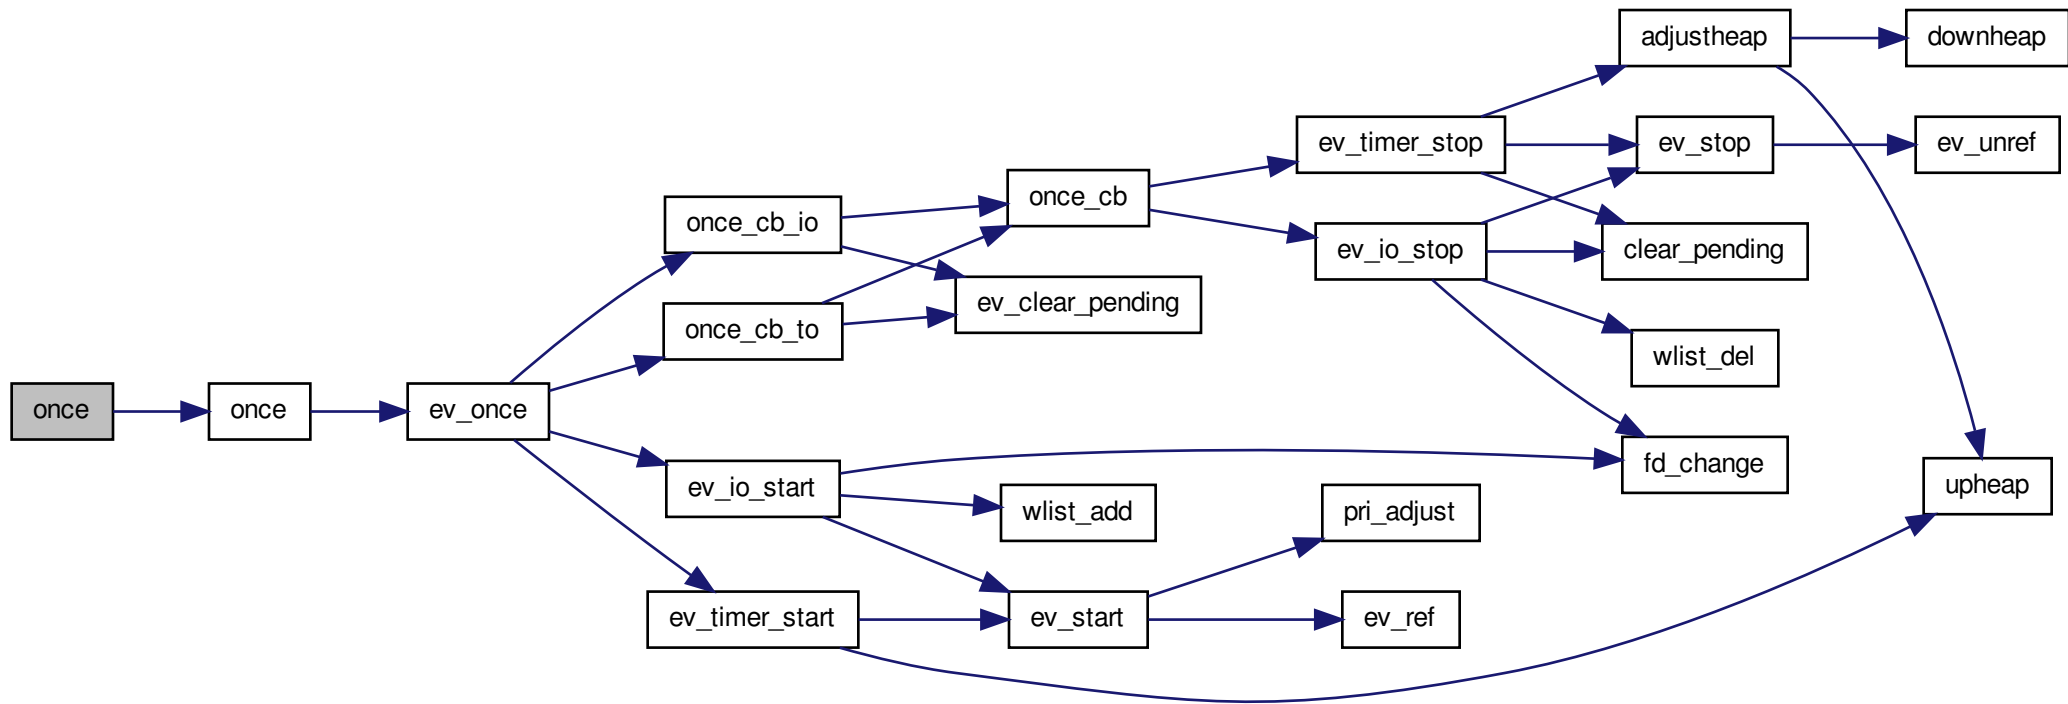 adjustheap
downheap
ev_timer_stop
ev_stop
ev_unref
once_cb
once_cb_io
ev_io_stop
clear_pending
ev_clear_pending
once_cb_to
wlist_del
once
once
ev_once
fd_change
ev_io_start
upheap
wlist_add
pri_adjust
ev_timer_start
ev_start
ev_ref